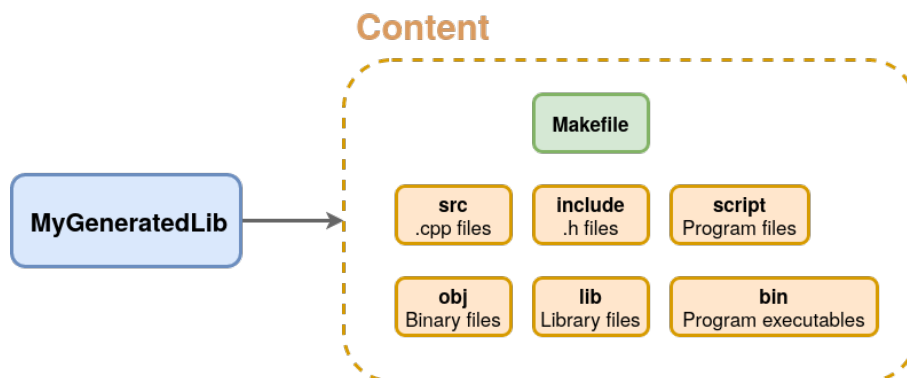 Content
Makefile
MyGeneratedLib
src
.cpp files
include
.h files
script
Program files
obj
Binary files
lib
Library files
bin
Program executables